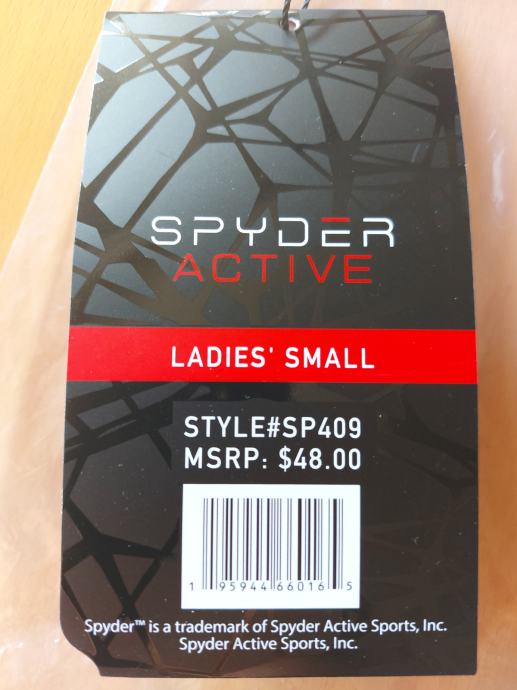 SPYDER
ACTIVE
LADIES' SMALL
STYLE#SP409
MSRP: $48.00
1 95944 66016 5
Spyder™ is a trademark of Spyder Active Sports, Inc.
Spyder Active Sports, Inc.